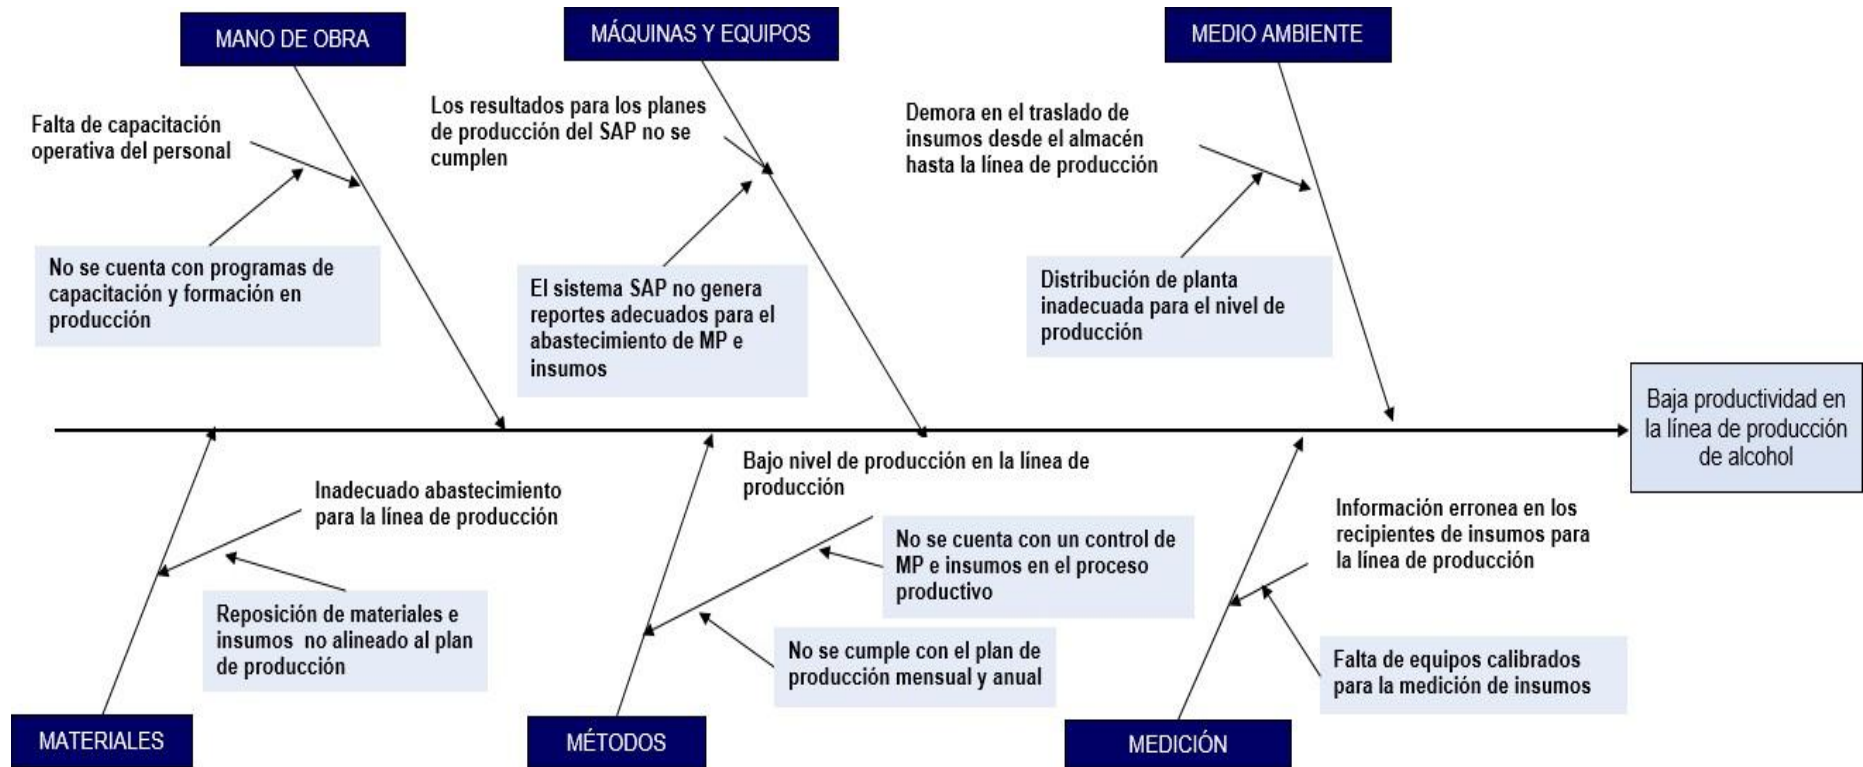 MANO DE OBRA
MÁQUINAS Y EQUIPOS
MEDIO AMBIENTE
Falta de capacitación
operativa del personal
Los resultados para los planes
de producción del SAP no se
cumplen
Demora en el traslado de
insumos desde el almacén
hasta la línea de producción
No se cuenta con programas de
capacitación y formación en
producción
El sistema SAP no genera
reportes adecuados para el
abastecimiento de MP e
insumos
Distribución de planta
inadecuada para el nivel de
producción
Baja productividad en
la línea de producción
de alcohol
Inadecuado abastecimiento
para la línea de producción
Bajo nivel de producción en la línea de
producción
Información erronea en los
recipientes de insumos para
la línea de producción
Reposición de materiales e
insumos no alineado al plan
de producción
No se cuenta con un control de
MP e insumos en el proceso
productivo
No se cumple con el plan de
producción mensual y anual
Falta de equipos calibrados
para la medición de insumos
MATERIALES
MÉTODOS
MEDICIÓN